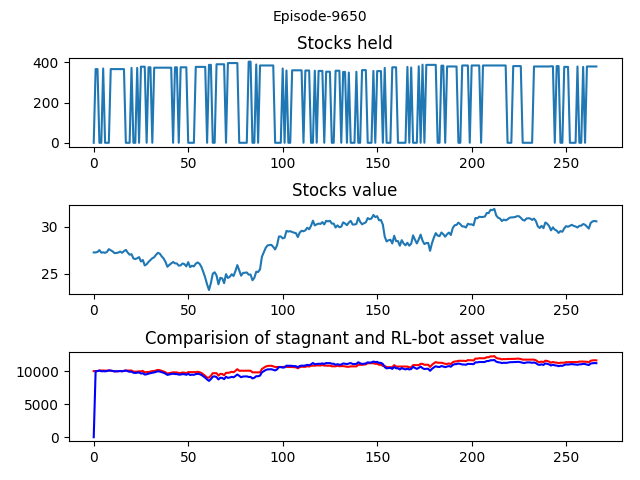 Episode-9650
Stocks held
400
200
0
0 50 100 150 200 250
Stocks value
30
25
0 50 100 150 200 250
Comparision of stagnant and RL-bot asset value
10000
5000
0
0 50 100 150 200 250